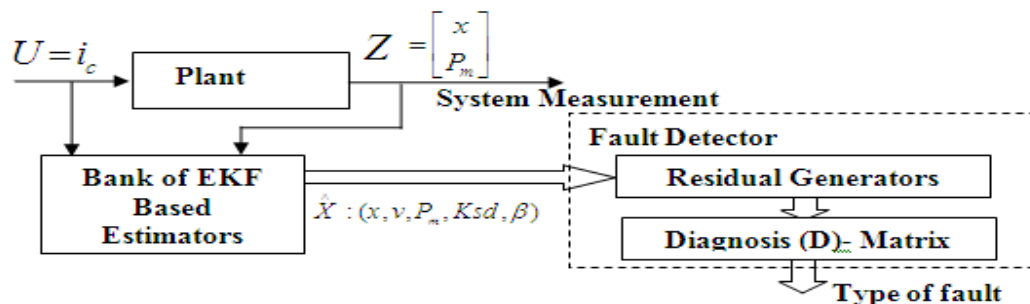 U = i_c
Plant
Z = [x
P_m]
System Measurement
Fault Detector
Bank of EKF
Based
Estimators
X̂ : (x, v, P_m, Ksd, β)
Residual Generators
Diagnosis (D)- Matrix
Type of fault